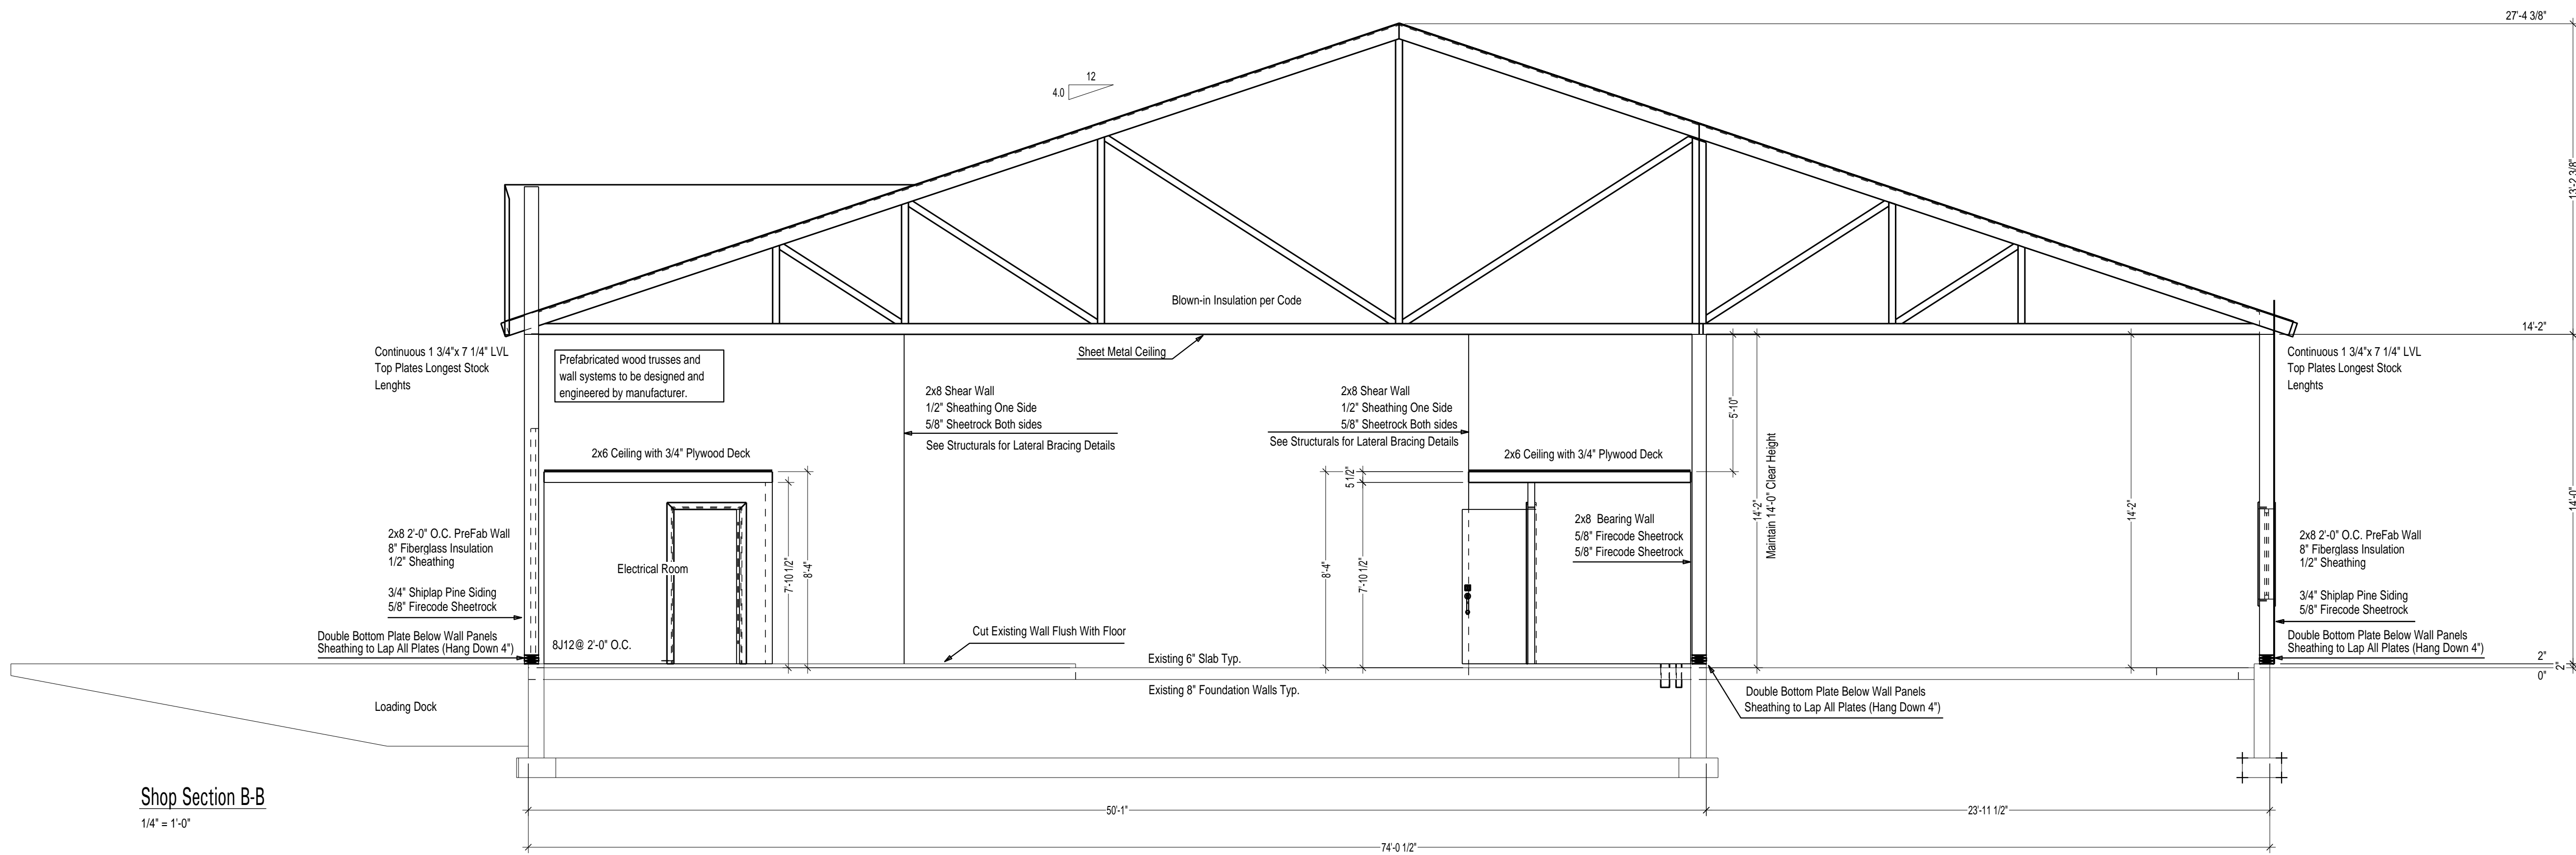 27'-4 3/8"
12
4.0
13'-2 3/8"
Blown-in Insulation per Code
14'-2"
Continuous 1 3/4"x 7 1/4" LVL
Top Plates Longest Stock
Lenghts
Prefabricated wood trusses and
wall systems to be designed and
engineered by manufacturer.
Sheet Metal Ceiling
Continuous 1 3/4"x 7 1/4" LVL
Top Plates Longest Stock
Lenghts
2x8 Shear Wall
1/2" Sheathing One Side
5/8" Sheetrock Both sides
See Structurals for Lateral Bracing Details
2x8 Shear Wall
1/2" Sheathing One Side
5/8" Sheetrock Both sides
See Structurals for Lateral Bracing Details
5'-10"
2x6 Ceiling with 3/4" Plywood Deck
2x6 Ceiling with 3/4" Plywood Deck
5 1/2"
Maintain 14'-0" Clear Height
14'-2"
14'-2"
14'-0"
2x8 2'-0" O.C. PreFab Wall
8" Fiberglass Insulation
1/2" Sheathing
3/4" Shiplap Pine Siding
5/8" Firecode Sheetrock
Electrical Room
7'-10 1/2"
8'-4"
8'-4"
7'-10 1/2"
2x8 Bearing Wall
5/8" Firecode Sheetrock
5/8" Firecode Sheetrock
2x8 2'-0" O.C. PreFab Wall
8" Fiberglass Insulation
1/2" Sheathing
3/4" Shiplap Pine Siding
5/8" Firecode Sheetrock
Double Bottom Plate Below Wall Panels
Sheathing to Lap All Plates (Hang Down 4")
8J12@ 2'-0" O.C.
Cut Existing Wall Flush With Floor
Double Bottom Plate Below Wall Panels
Sheathing to Lap All Plates (Hang Down 4")
Existing 6" Slab Typ.
2"
2"
0"
Existing 8" Foundation Walls Typ.
Double Bottom Plate Below Wall Panels
Sheathing to Lap All Plates (Hang Down 4")
Loading Dock
Shop Section B-B
1/4" = 1'-0"
50'-1"
23'-11 1/2"
74'-0 1/2"